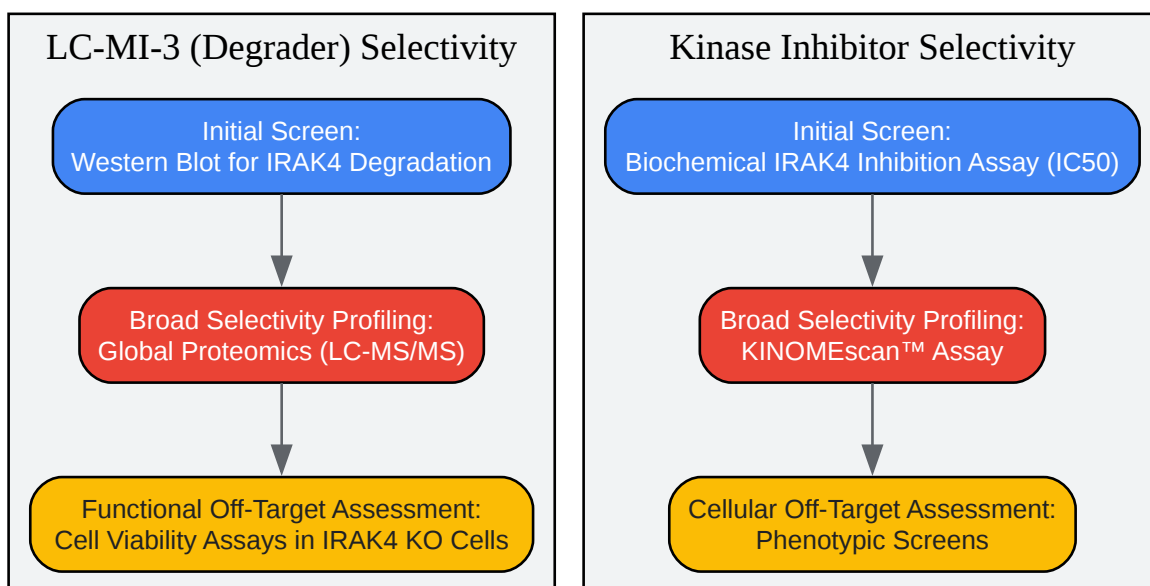 LC-MI-3 (Degrader) Selectivity
Initial Screen:
Western Blot for IRAK4 Degradation
Broad Selectivity Profiling:
Global Proteomics (LC-MS/MS)
Functional Off-Target Assessment:
Cell Viability Assays in IRAK4 KO Cells
Kinase Inhibitor Selectivity
Initial Screen:
Biochemical IRAK4 Inhibition Assay (IC50)
Broad Selectivity Profiling:
KINOMEscan™ Assay
Cellular Off-Target Assessment:
Phenotypic Screens